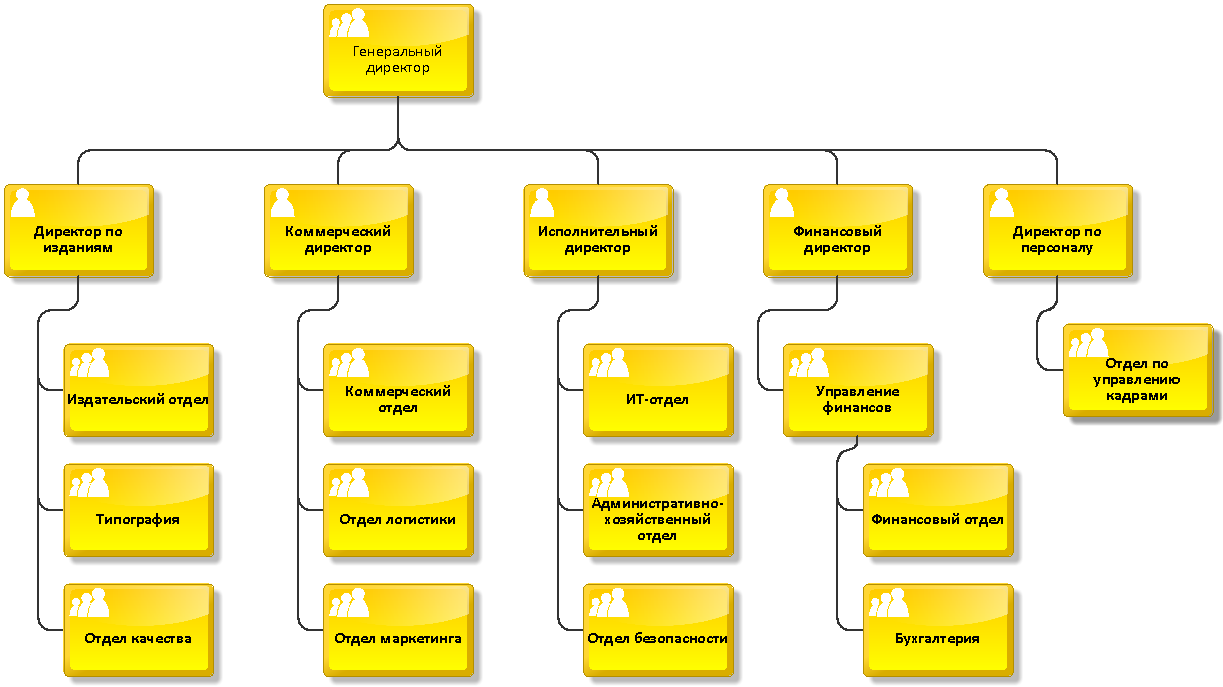 Генеральный
директор
Директор по
изданиям
Коммерческий
директор
Исполнительный
директор
Финансовый
директор
Директор по
персоналу
Издательский отдел
Типография
Отдел качества
Коммерческий
отдел
Отдел логистики
Отдел маркетинга
ИТ-отдел
Административно-
хозяйственный
отдел
Отдел безопасности
Управление
финансов
Финансовый отдел
Бухгалтерия
Отдел по
управлению
кадрами